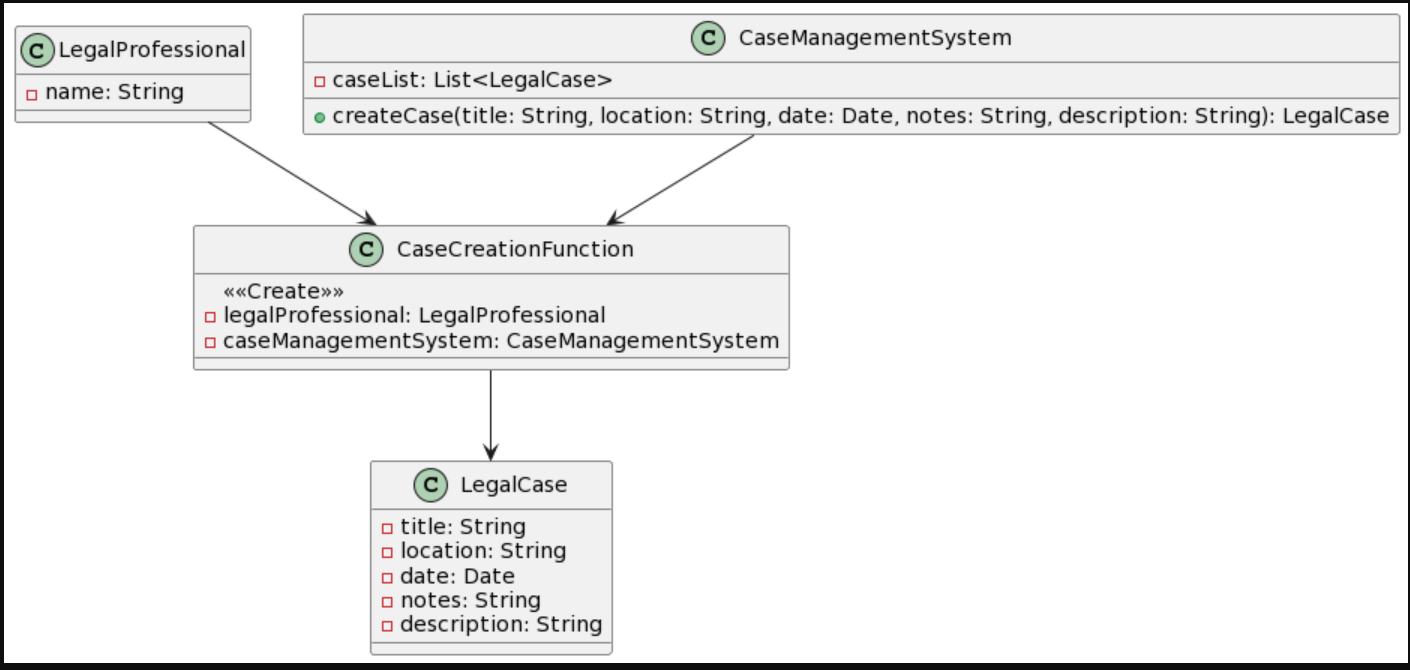 C LegalProfessional
name: String
C CaseManagementSystem
caseList: List<LegalCase>
createCase(title: String, location: String, date: Date, notes: String, description: String): LegalCase
C CaseCreationFunction
««Create»»
legalProfessional: LegalProfessional
caseManagementSystem: CaseManagementSystem
C LegalCase
title: String
location: String
date: Date
notes: String
description: String